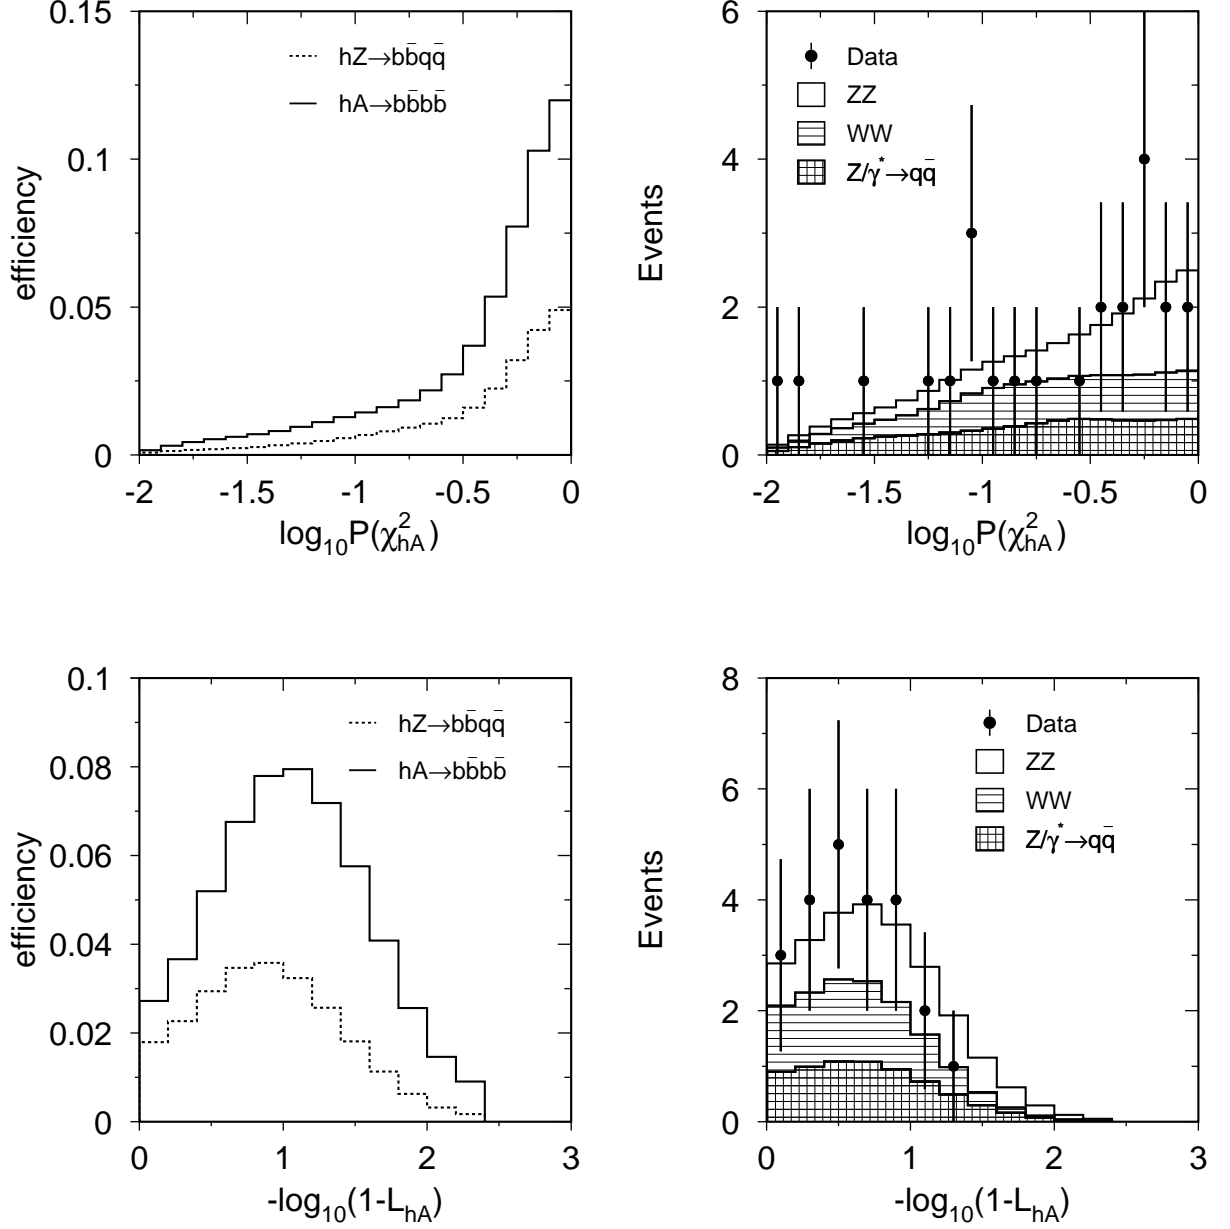 0.15
0.1
0.05
0
efficiency
hZ→bb̄qq̄
hA→bb̄bb̄
-2 -1.5 -1 -0.5 0
log₁₀P(χ²hA)
6
4
2
0
Events
Data
ZZ
WW
Z/γ*→qq̄
-2 -1.5 -1 -0.5 0
log₁₀P(χ²hA)
0.1
0.08
0.06
0.04
0.02
0
efficiency
hZ→bb̄qq̄
hA→bb̄bb̄
0 1 2 3
-log₁₀(1-LhA)
8
6
4
2
0
Events
Data
ZZ
WW
Z/γ*→qq̄
0 1 2 3
-log₁₀(1-LhA)